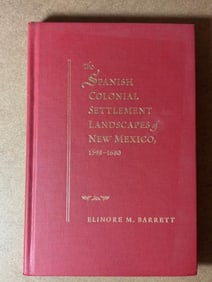 The
Spanish
Colonial
Settlement
Landscapes of
New Mexico,
1598–1680
Elinore M. Barrett